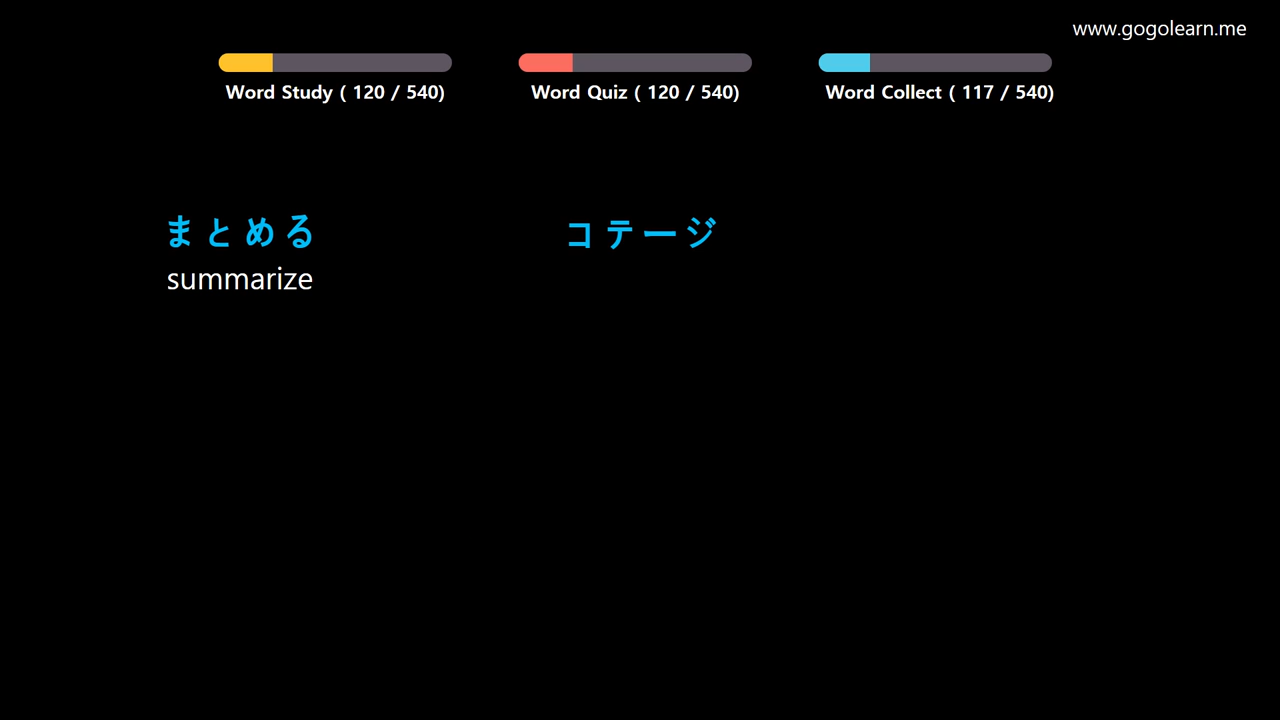 www.gogolearn.me
Word Study ( 120 / 540)
Word Quiz ( 120 / 540)
Word Collect ( 117 / 540)
まとめる
summarize
コテージ